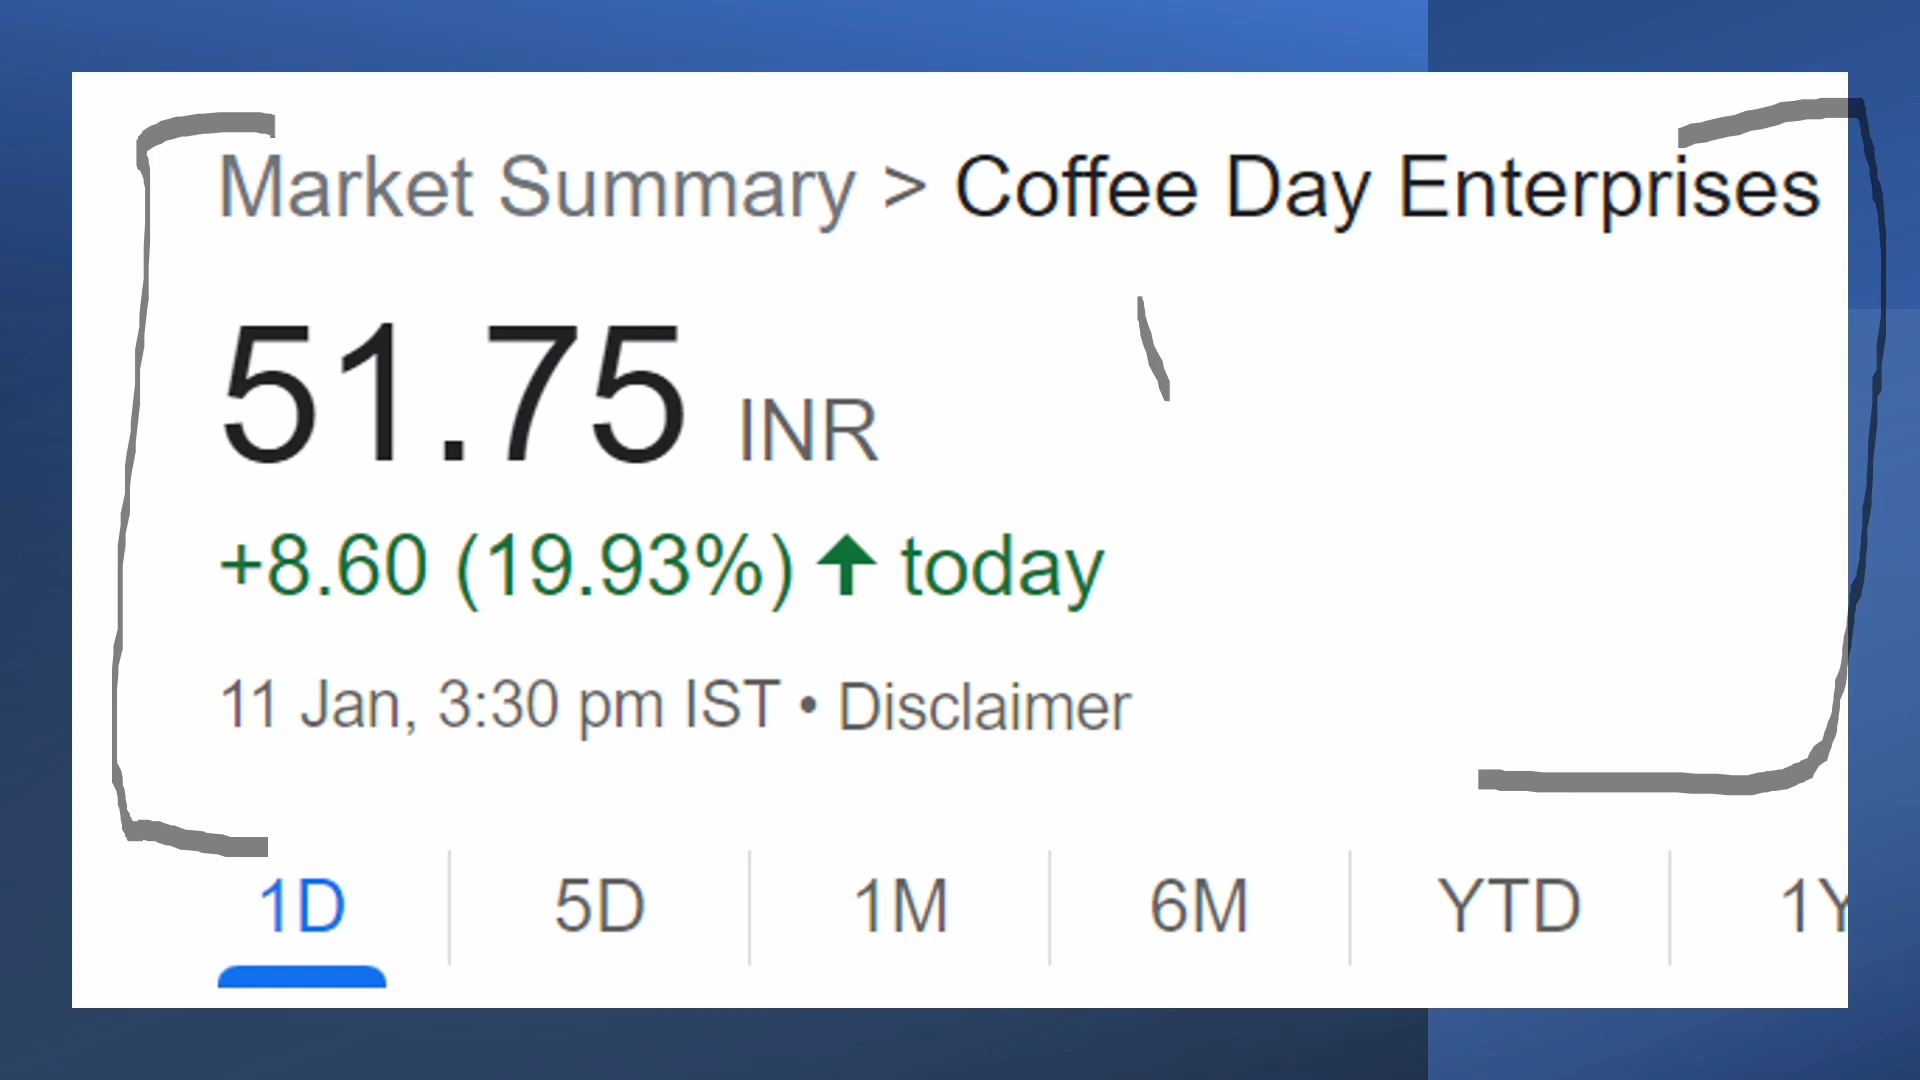 Market Summary > Coffee Day Enterprises
51.75 INR
+8.60 (19.93%) ↑ today
11 Jan, 3:30 pm IST • Disclaimer
1D 5D 1M 6M YTD 1Y